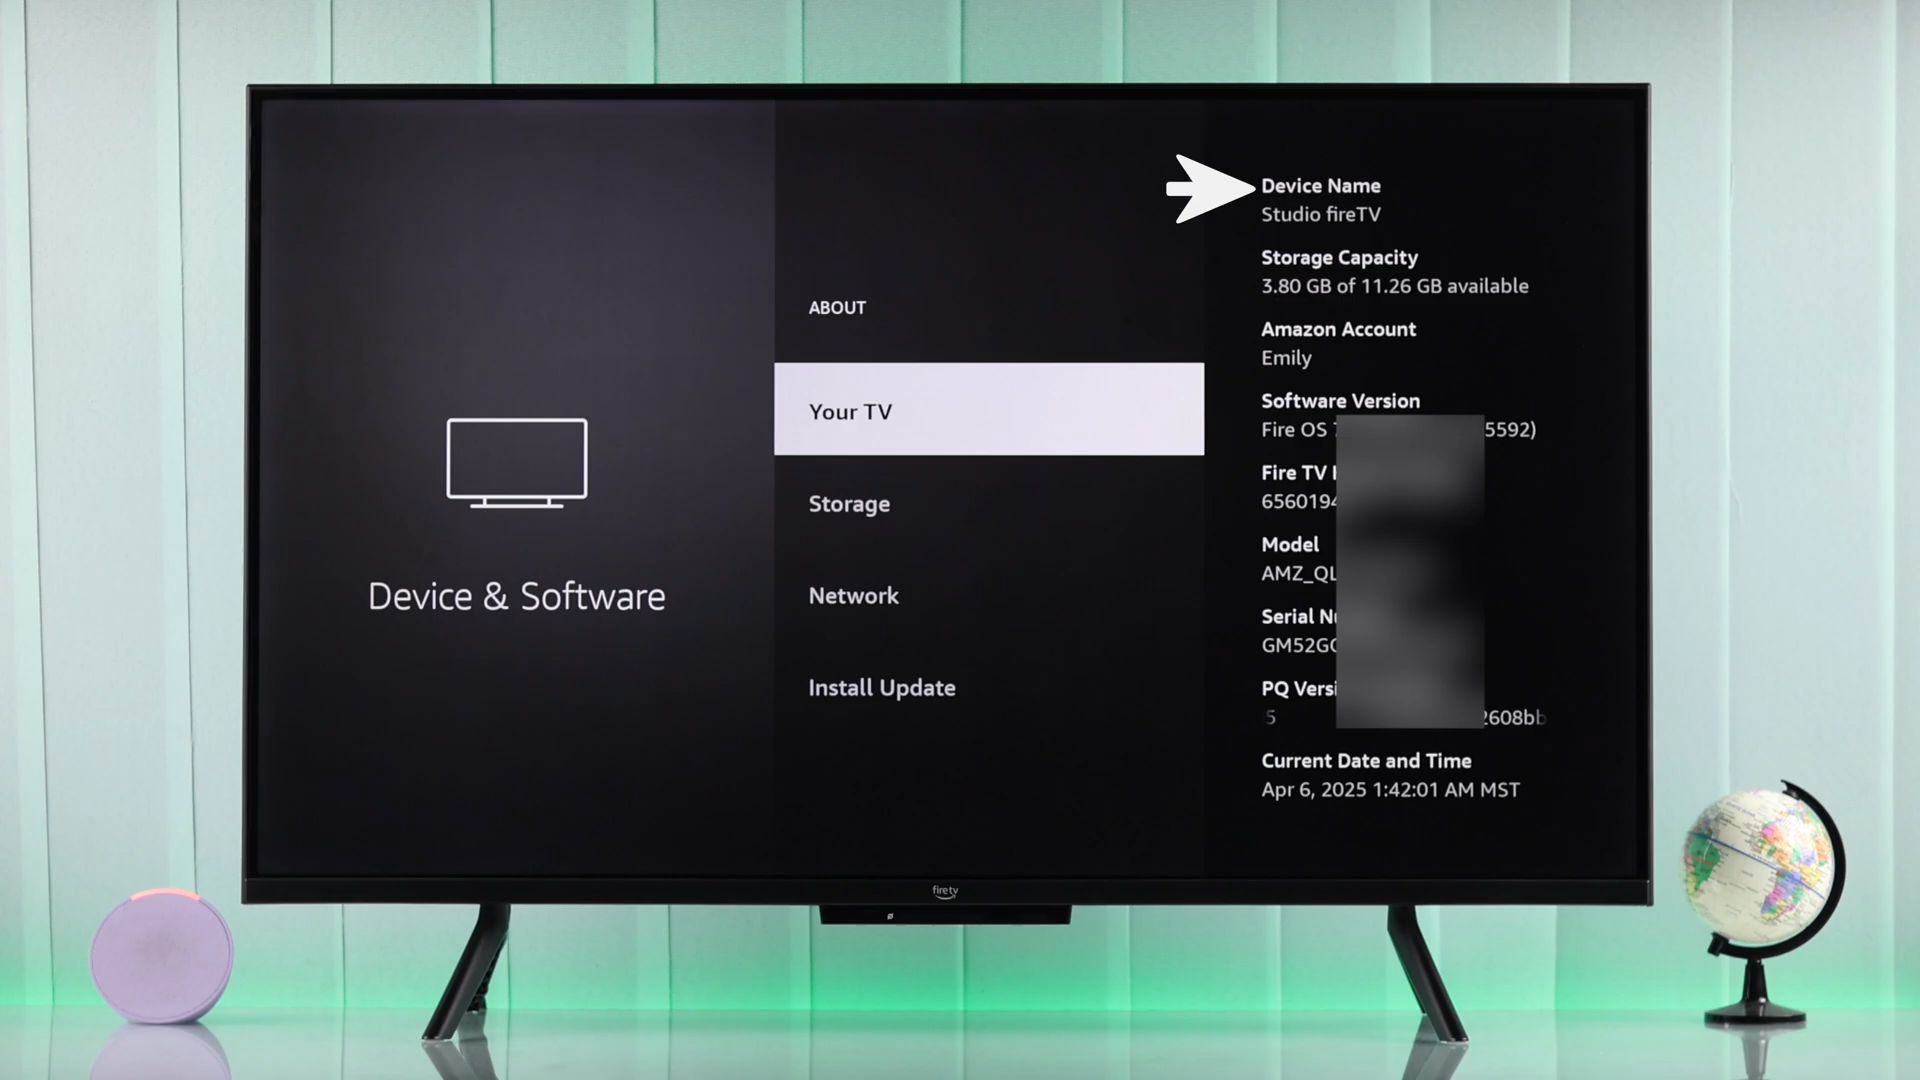 Device & Software
ABOUT
Your TV
Storage
Network
Install Update
Device Name
Studio fireTV
Storage Capacity
3.80 GB of 11.26 GB available
Amazon Account
Emily
Software Version
Fire OS 5592)
Fire TV
6560194
Model
AMZ_QL
Serial
GM52G
PQ
5 2608bb
Current Date and Time
Apr 6, 2025 1:42:01 AM MST
firetv